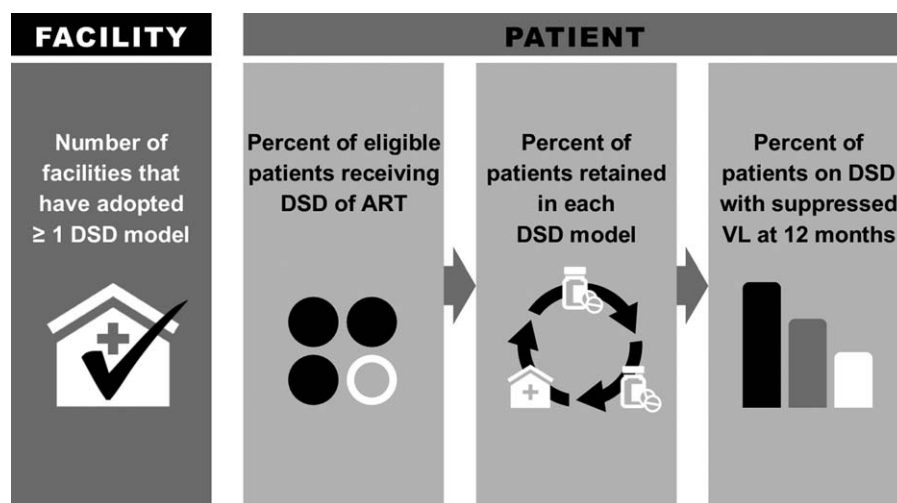 FACILITY
Number of
facilities that
have adopted
≥ 1 DSD model
PATIENT
Percent of eligible
patients receiving
DSD of ART
Percent of
patients retained
in each
DSD model
Percent of
patients on DSD
with suppressed
VL at 12 months